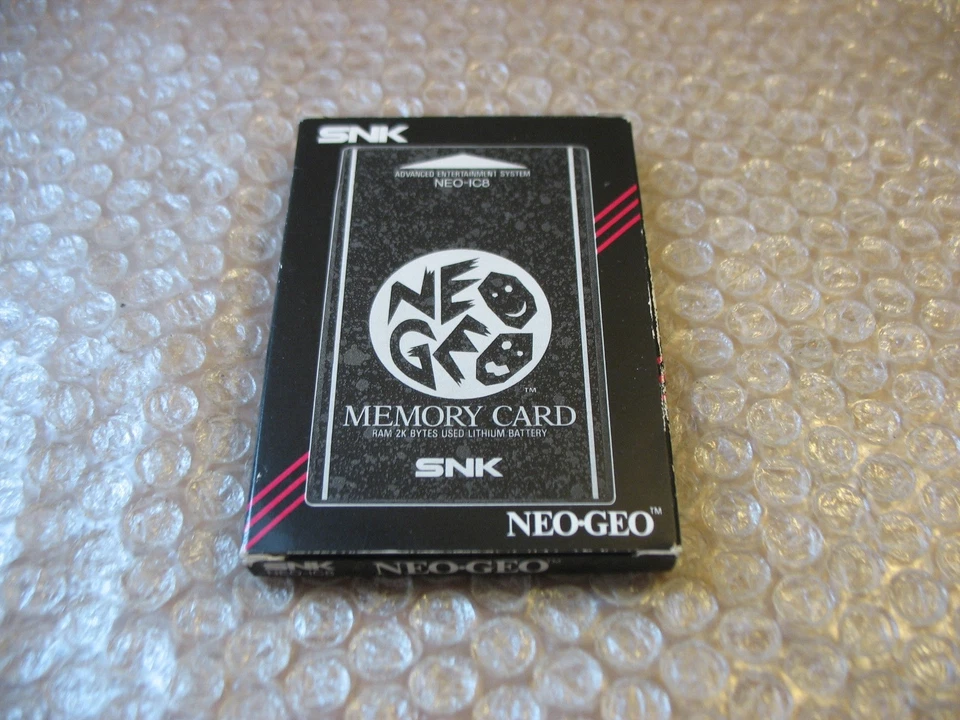 SNK
ADVANCED ENTERTAINMENT SYSTEM
NEO-IC8
NEO
GEO
TM
MEMORY CARD
RAM 2K BYTES USED LITHIUM BATTERY
SNK
NEO•GEO™
SNK
NEO•GEO